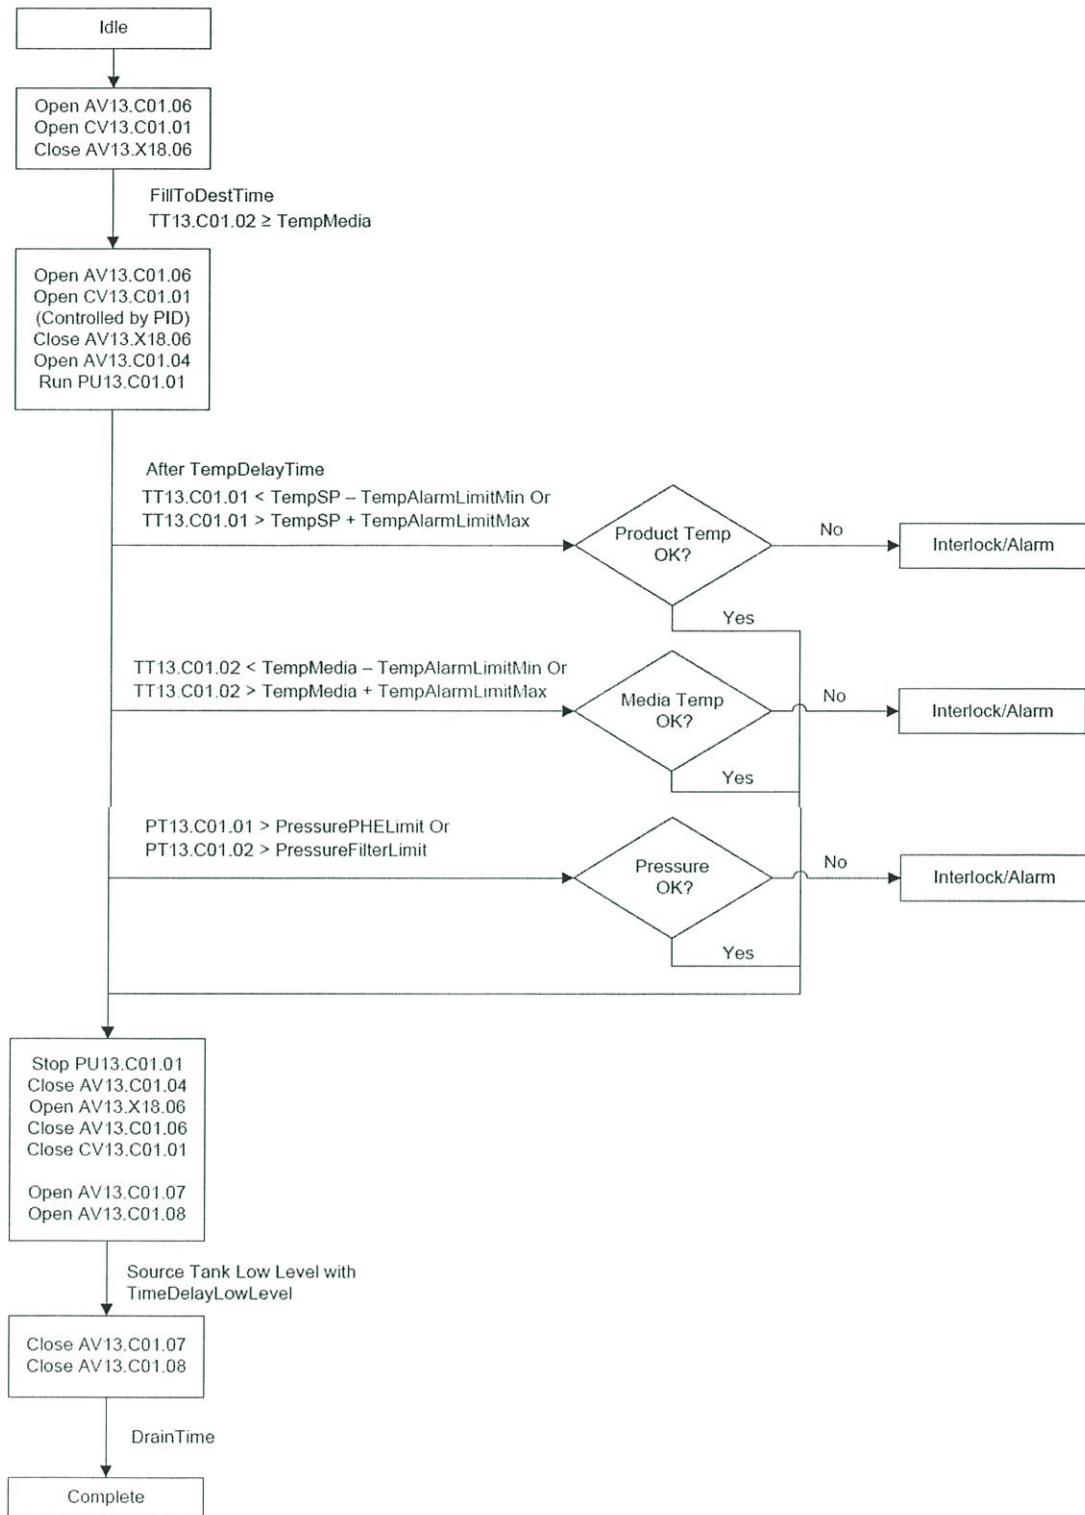 Idle
Open AV13.C01.06
Open CV13.C01.01
Close AV13.X18.06
FillToDestTime
TT13.C01.02 ≥ TempMedia
Open AV13.C01.06
Open CV13.C01.01
(Controlled by PID)
Close AV13.X18.06
Open AV13.C01.04
Run PU13.C01.01
After TempDelayTime
TT13.C01.01 < TempSP – TempAlarmLimitMin Or
TT13.C01.01 > TempSP + TempAlarmLimitMax
Product Temp
OK?
No
Interlock/Alarm
Yes
TT13.C01.02 < TempMedia – TempAlarmLimitMin Or
TT13.C01.02 > TempMedia + TempAlarmLimitMax
Media Temp
OK?
No
Interlock/Alarm
Yes
PT13.C01.01 > PressurePHELimit Or
PT13.C01.02 > PressureFilterLimit
Pressure
OK?
No
Interlock/Alarm
Yes
Stop PU13.C01.01
Close AV13.C01.04
Open AV13.X18.06
Close AV13.C01.06
Close CV13.C01.01
Open AV13.C01.07
Open AV13.C01.08
Source Tank Low Level with
TimeDelayLowLevel
Close AV13.C01.07
Close AV13.C01.08
DrainTime
Complete